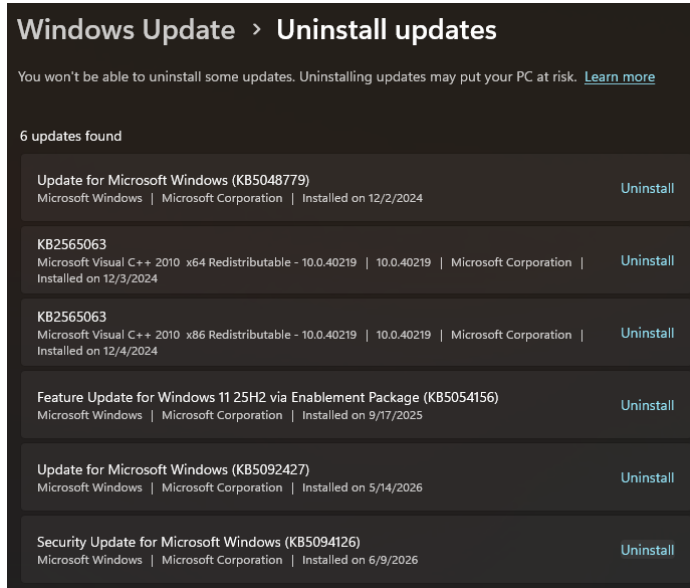 Windows Update > Uninstall updates
You won't be able to uninstall some updates. Uninstalling updates may put your PC at risk. Learn more
6 updates found
Update for Microsoft Windows (KB5048779)
Microsoft Windows | Microsoft Corporation | Installed on 12/2/2024
Uninstall
KB2565063
Microsoft Visual C++ 2010 x64 Redistributable - 10.0.40219 | 10.0.40219 | Microsoft Corporation |
Installed on 12/3/2024
Uninstall
KB2565063
Microsoft Visual C++ 2010 x86 Redistributable - 10.0.40219 | 10.0.40219 | Microsoft Corporation |
Installed on 12/4/2024
Uninstall
Feature Update for Windows 11 25H2 via Enablement Package (KB5054156)
Microsoft Windows | Microsoft Corporation | Installed on 9/17/2025
Uninstall
Update for Microsoft Windows (KB5092427)
Microsoft Windows | Microsoft Corporation | Installed on 5/14/2026
Uninstall
Security Update for Microsoft Windows (KB5094126)
Microsoft Windows | Microsoft Corporation | Installed on 6/9/2026
Uninstall